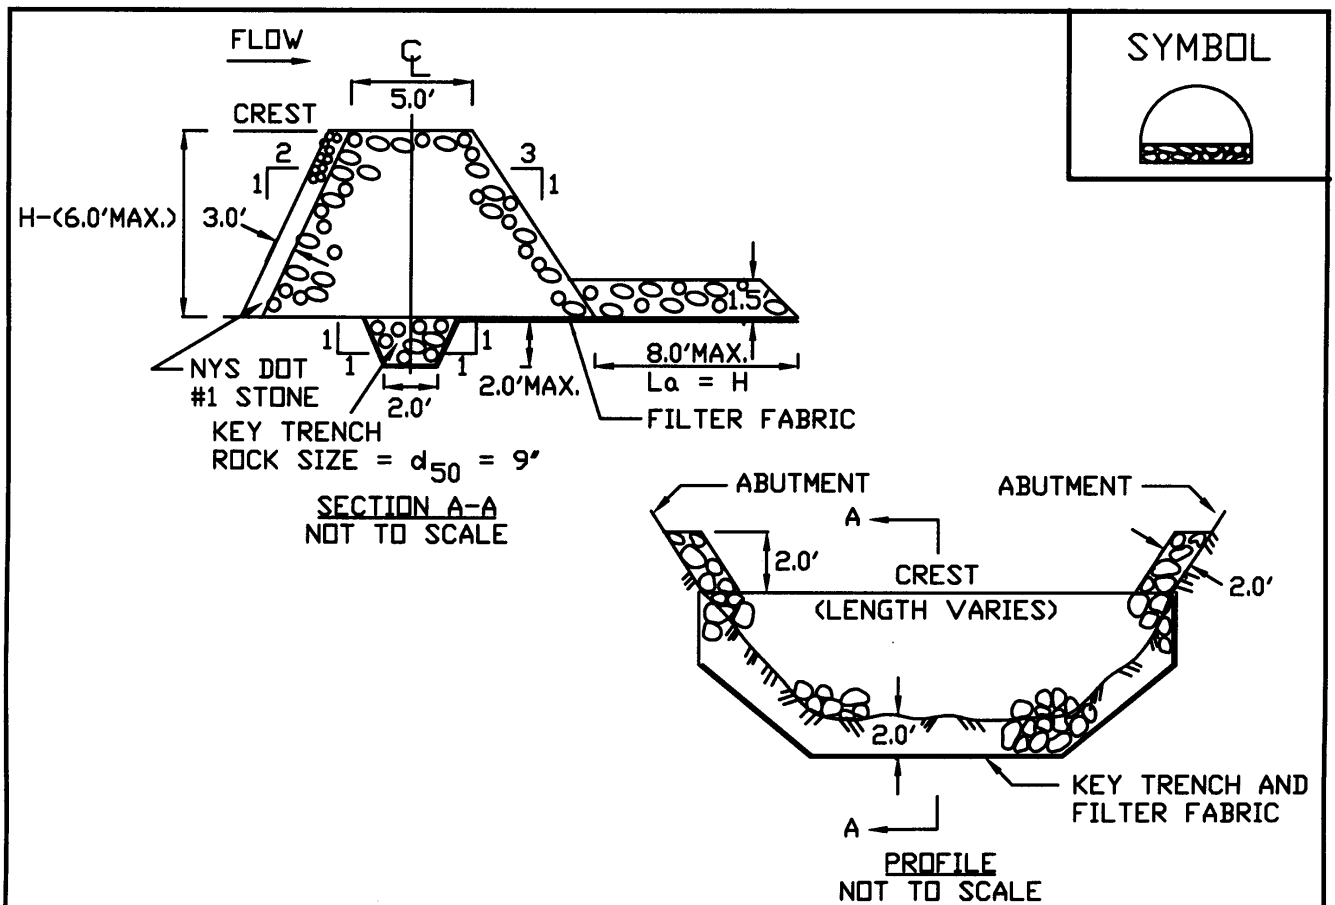 FLOW
℄
5.0'
CREST
2
1
3
1
H-(6.0'MAX.)
3.0'
1.5'
1
1
1
1
2.0'MAX.
8.0'MAX.
La = H
NYS DOT
#1 STONE
2.0'
FILTER FABRIC
KEY TRENCH
ROCK SIZE = d50 = 9"
SECTION A-A
NOT TO SCALE
SYMBOL
ABUTMENT
ABUTMENT
A
2.0'
CREST
(LENGTH VARIES)
2.0'
2.0'
KEY TRENCH AND
FILTER FABRIC
A
PROFILE
NOT TO SCALE